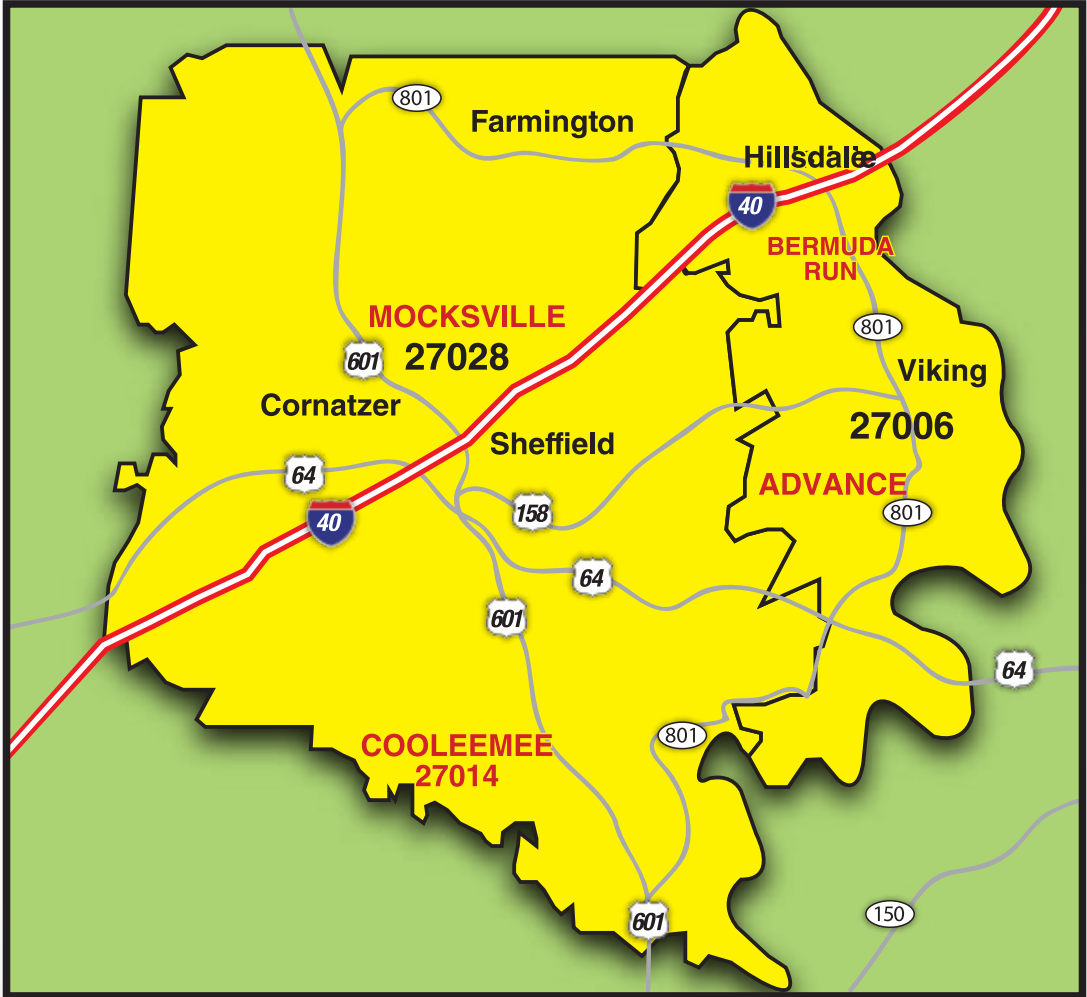 801
Farmington
Hillsdale
40
BERMUDA
RUN
MOCKSVILLE
27028
601
801
Viking
Cornatzer
27006
Sheffield
64
ADVANCE
158
801
40
64
601
64
801
COOLEEMEE
27014
150
601